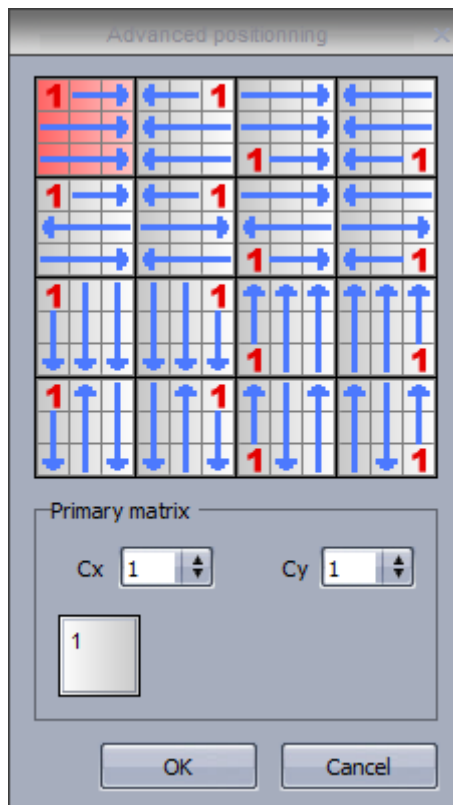 Advanced positionning
1 1 1 1
1 1 1 1
1 1 1 1
1 1 1 1
Primary matrix
Cx 1 Cy 1
1
OK Cancel